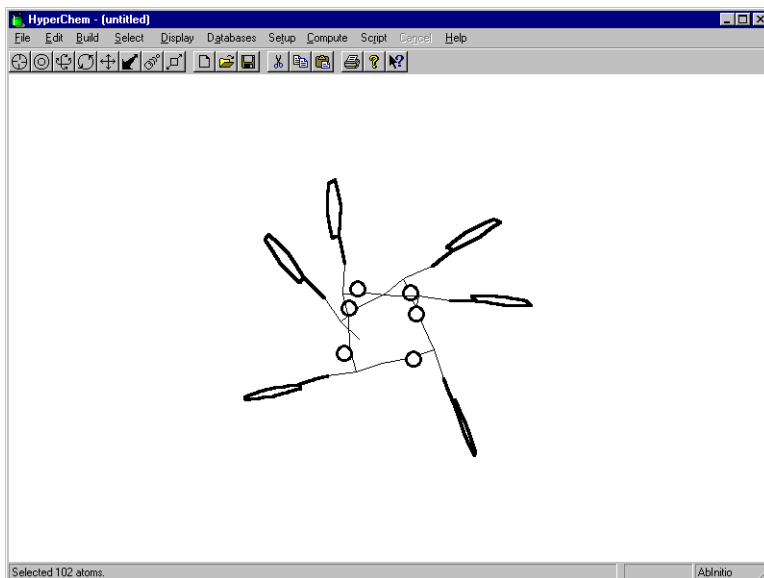 HyperChem - (untitled)
File Edit Build Select Display Databases Setup Compute Script Cancel Help
Selected 102 atoms.
AbInitio